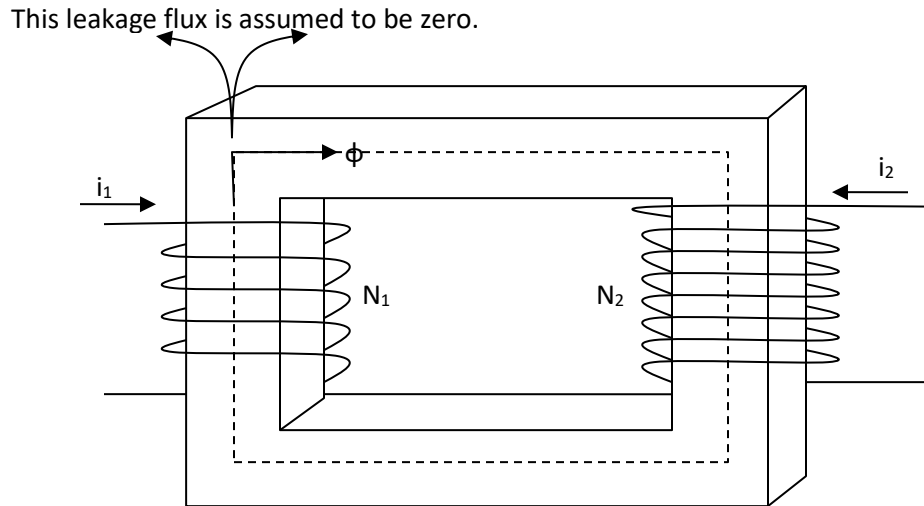 This leakage flux is assumed to be zero.
ϕ
i₁
i₂
N₁
N₂